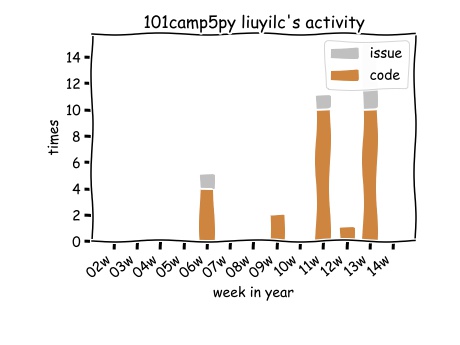 101camp5py liuyilc's activity
issue
code
14
12
10
8
6
4
2
0
times
02w 03w 04w 05w 06w 07w 08w 09w 10w 11w 12w 13w 14w
week in year